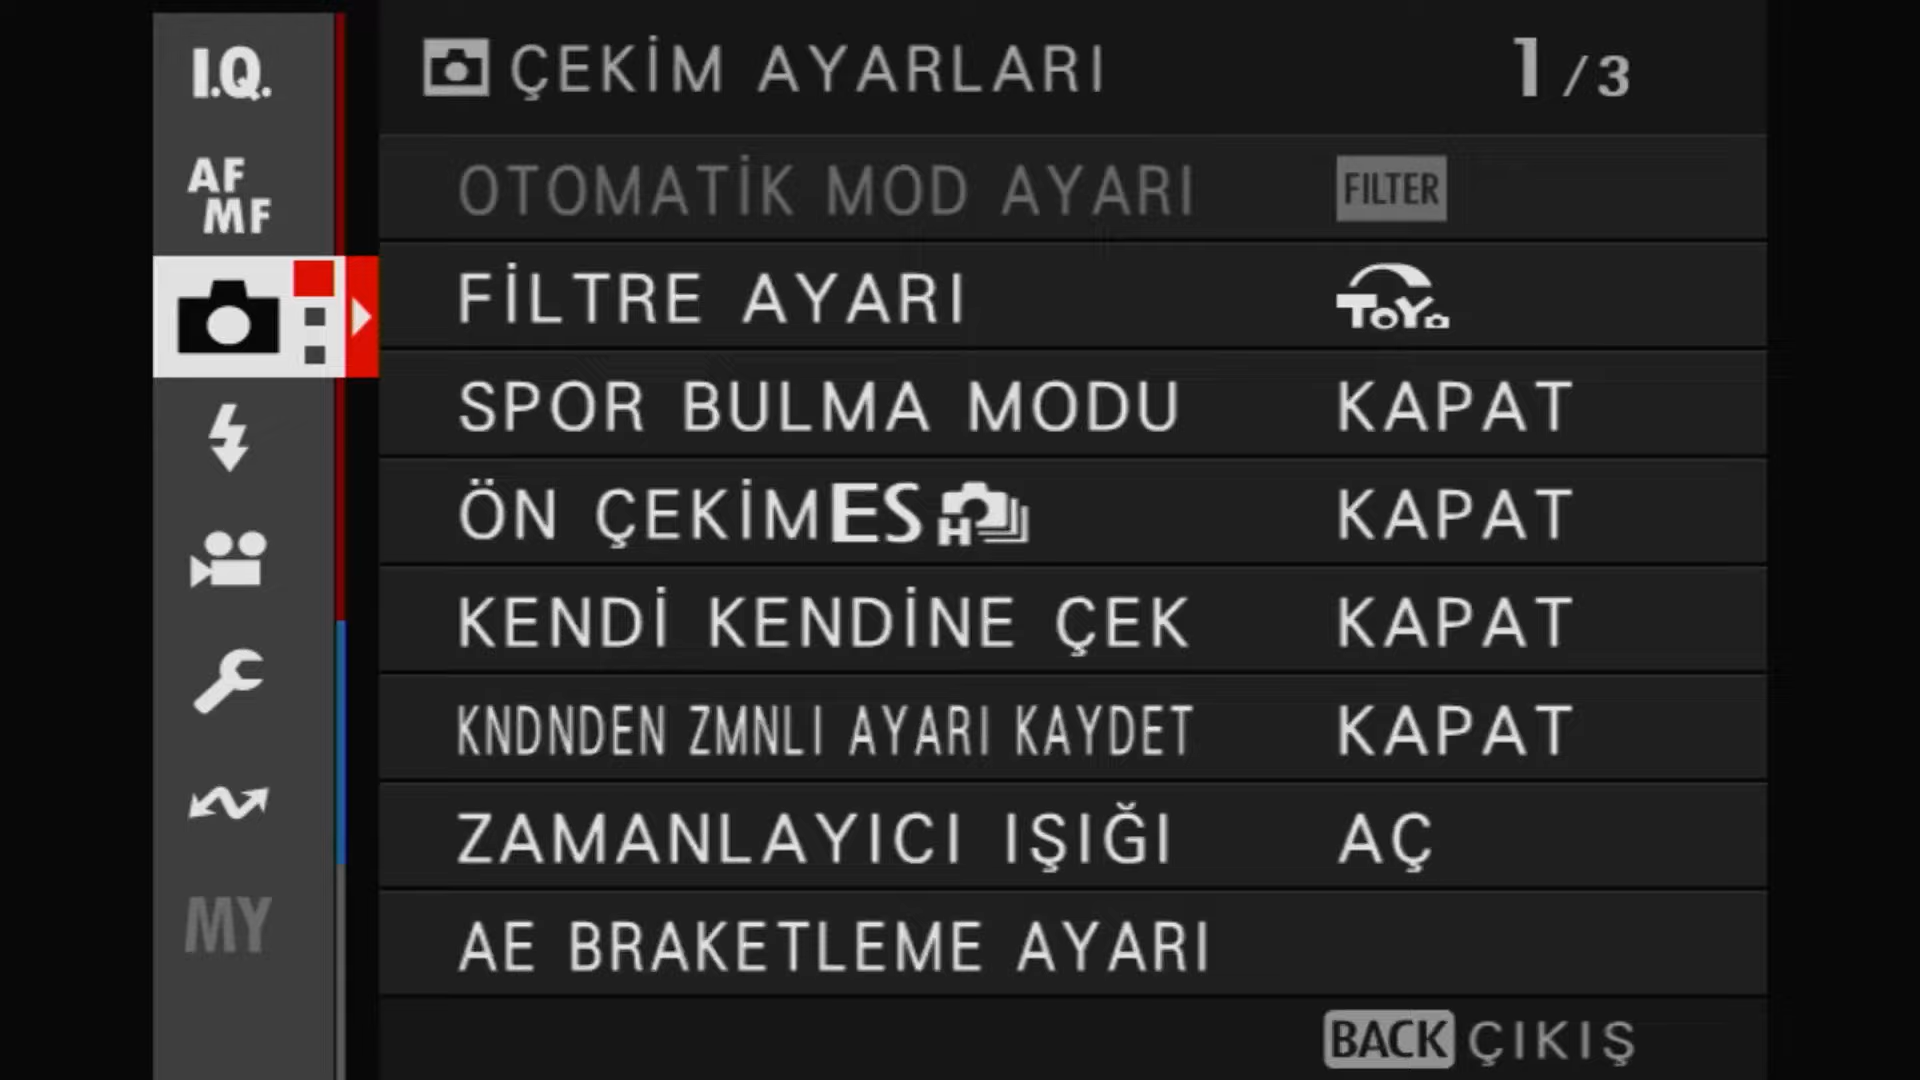 I.Q.
AF
MF
MY
ÇEKİM AYARLARI 1/3
OTOMATİK MOD AYARI FILTER
FİLTRE AYARI TOY
SPOR BULMA MODU KAPAT
ÖN ÇEKİM ES H KAPAT
KENDİ KENDİNE ÇEK KAPAT
KNDNDEN ZMNLI AYARI KAYDET KAPAT
ZAMANLAYICI IŞIĞI AÇ
AE BRAKETLEME AYARI
BACK ÇIKIŞ